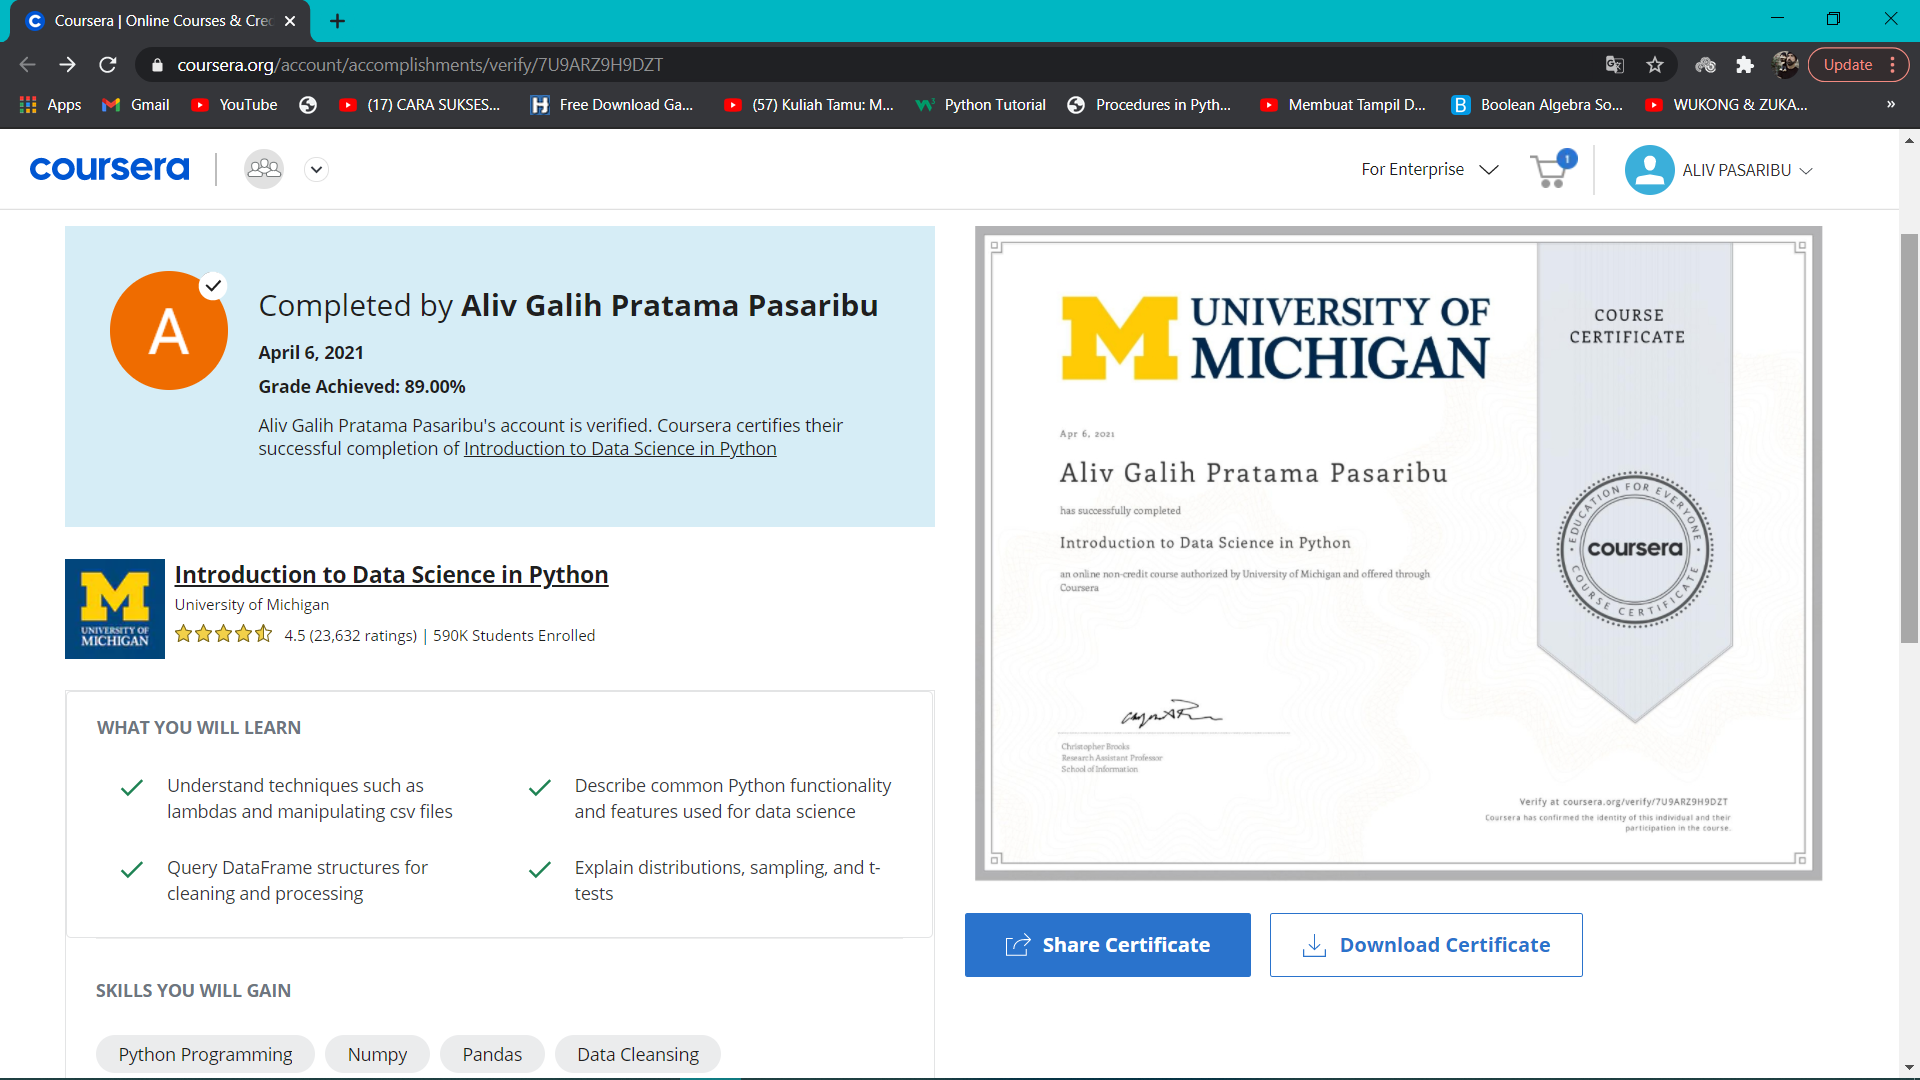 Coursera | Online Courses & Cre
coursera.org/account/accomplishments/verify/7U9ARZ9H9DZT
Update
Apps
Gmail
YouTube
(17) CARA SUKSES...
Free Download Ga...
(57) Kuliah Tamu: M...
Python Tutorial
Procedures in Pyth...
Membuat Tampil D...
Boolean Algebra So...
WUKONG & ZUKA...
»
coursera
For Enterprise
1
ALIV PASARIBU
A
Completed by Aliv Galih Pratama Pasaribu
April 6, 2021
Grade Achieved: 89.00%
Aliv Galih Pratama Pasaribu's account is verified. Coursera certifies their
successful completion of Introduction to Data Science in Python
M
UNIVERSITY OF
MICHIGAN
Introduction to Data Science in Python
University of Michigan
4.5 (23,632 ratings) | 590K Students Enrolled
WHAT YOU WILL LEARN
Understand techniques such as
lambdas and manipulating csv files
Describe common Python functionality
and features used for data science
Query DataFrame structures for
cleaning and processing
Explain distributions, sampling, and t-
tests
SKILLS YOU WILL GAIN
Python Programming
Numpy
Pandas
Data Cleansing
M UNIVERSITY OF
MICHIGAN
COURSE
CERTIFICATE
Apr 6, 2021
Aliv Galih Pratama Pasaribu
has successfully completed
Introduction to Data Science in Python
an online non-credit course authorized by University of Michigan and offered through
Coursera
EDUCATION FOR EVERYONE
coursera
COURSE CERTIFICATE
Christopher Brooks
Research Assistant Professor
School of Information
Verify at coursera.org/verify/7U9ARZ9H9DZT
Coursera has confirmed the identity of this individual and their
participation in the course.
Share Certificate
Download Certificate